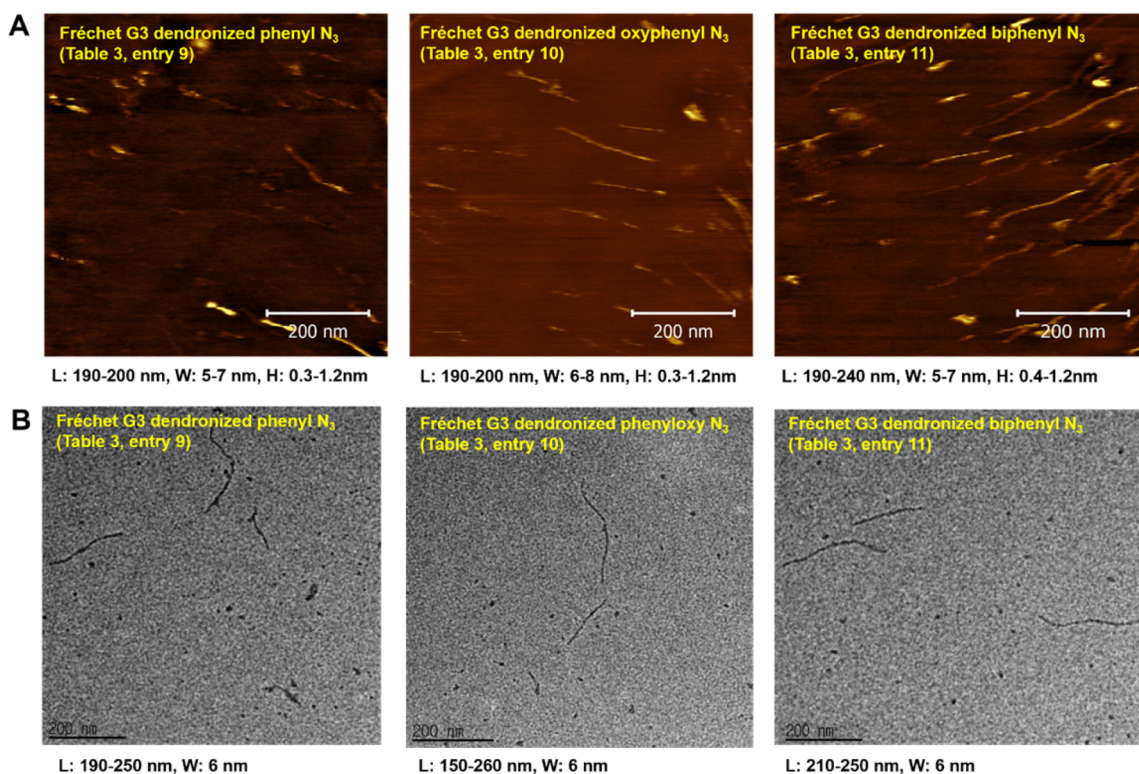 A
Fréchet G3 dendronized phenyl N₃
(Table 3, entry 9)
Fréchet G3 dendronized oxyphenyl N₃
(Table 3, entry 10)
Fréchet G3 dendronized biphenyl N₃
(Table 3, entry 11)
200 nm
200 nm
200 nm
L: 190-200 nm, W: 5-7 nm, H: 0.3-1.2nm
L: 190-200 nm, W: 6-8 nm, H: 0.3-1.2nm
L: 190-240 nm, W: 5-7 nm, H: 0.4-1.2nm
B
Fréchet G3 dendronized phenyl N₃
(Table 3, entry 9)
Fréchet G3 dendronized phenyloxy N₃
(Table 3, entry 10)
Fréchet G3 dendronized biphenyl N₃
(Table 3, entry 11)
200 nm
200 nm
200 nm
L: 190-250 nm, W: 6 nm
L: 150-260 nm, W: 6 nm
L: 210-250 nm, W: 6 nm